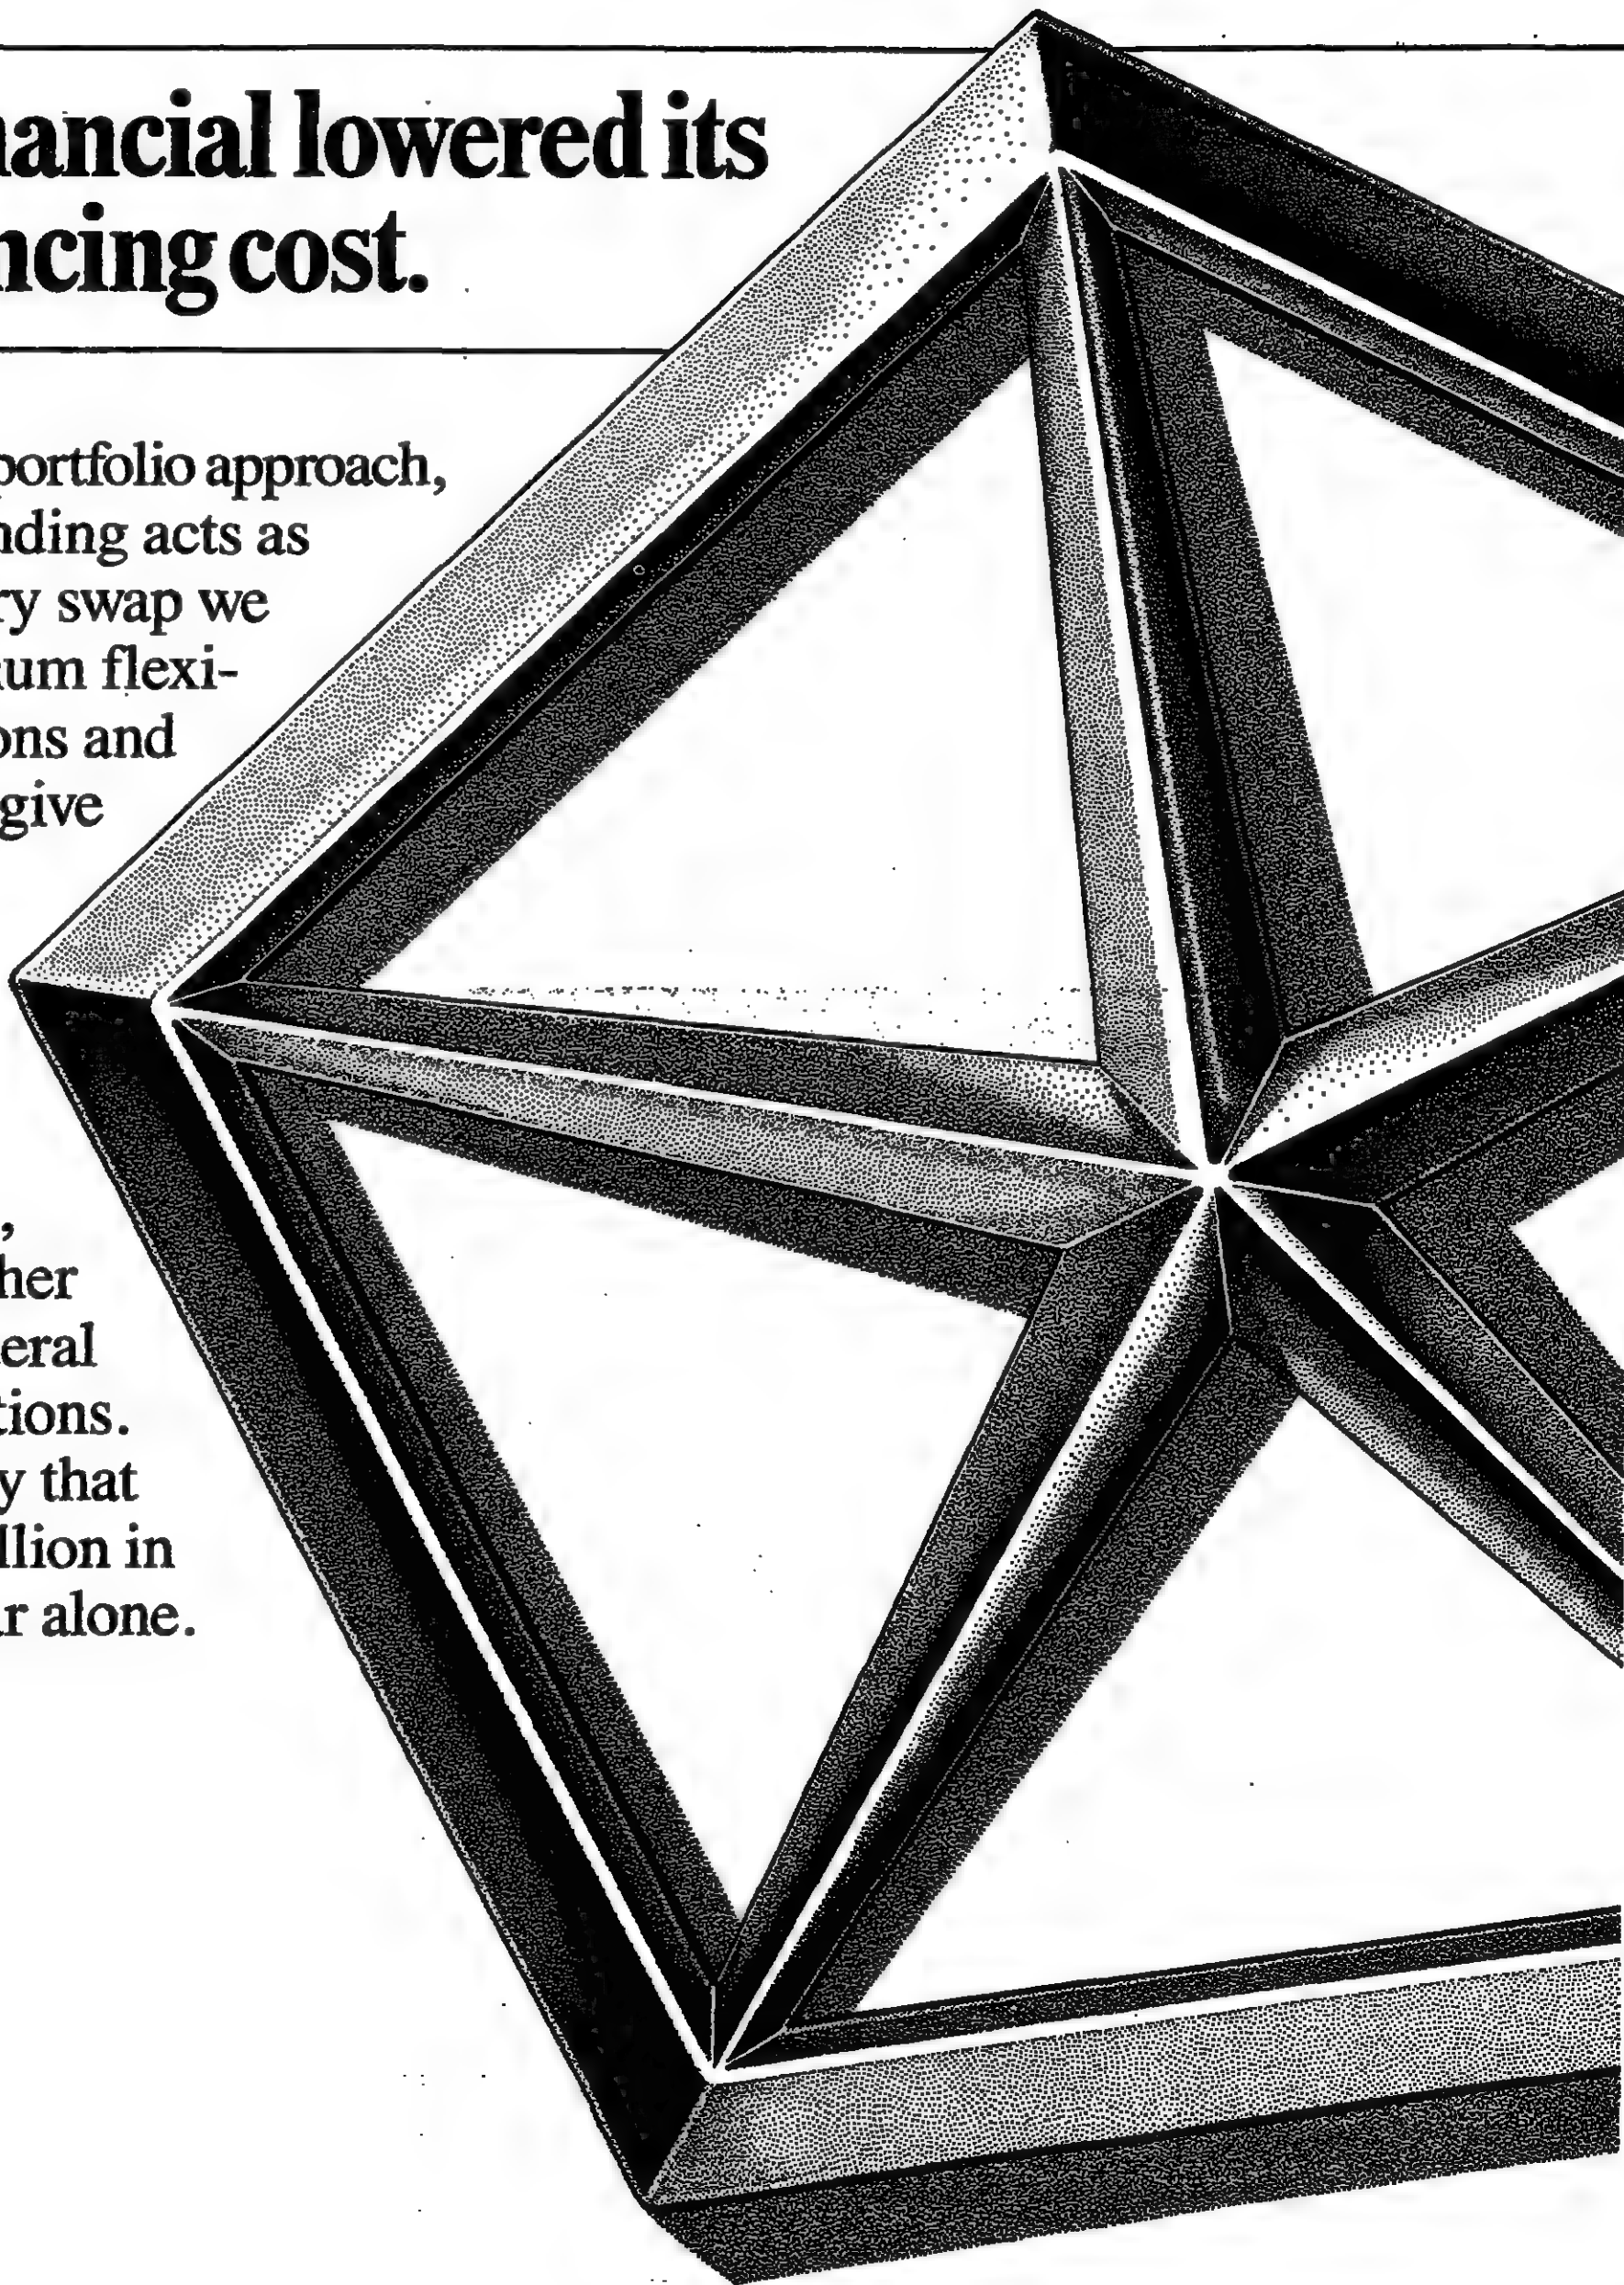 nancial lowered its
ncing cost.
portfolio approach,
nding acts as
ry swap we
um flexi-
ons and
give
,
her
eral
tions.
y that
llion in
r alone.